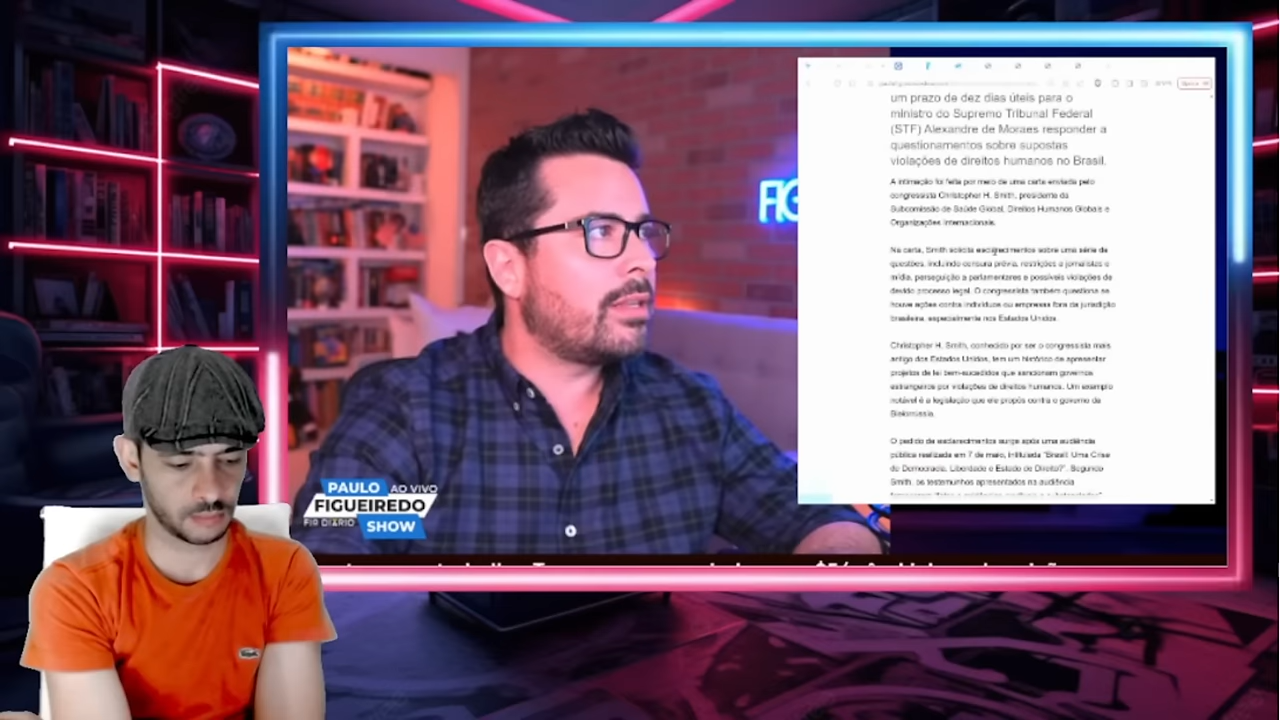 FIG
PAULO
AO VIVO
FIGUEIREDO
FIG DIÁRIO
SHOW
um prazo de dez dias úteis para o
ministro do Supremo Tribunal Federal
(STF) Alexandre de Moraes responder a
questionamentos sobre supostas
violações de direitos humanos no Brasil.
A intimação foi feita por meio de uma carta enviada pelo
congressista Christopher H. Smith, presidente da
Subcomissão de Saúde Global, Direitos Humanos Globais e
Organizações Internacionais.
Na carta, Smith solicita esclarecimentos sobre uma série de
questões, incluindo censura prévia, restrições a jornalistas e
mídia, perseguição a parlamentares e possíveis violações de
devido processo legal. O congressista também questiona se
houve ações contra indivíduos ou empresas fora da jurisdição
brasileira, especialmente nos Estados Unidos.
Christopher H. Smith, conhecido por ser o congressista mais
antigo dos Estados Unidos, tem um histórico de apresentar
projetos de lei bem-sucedidos que sancionam governos
estrangeiros por violações de direitos humanos. Um exemplo
notável é a legislação que ele propôs contra o governo da
Bielorrússia.
O pedido de esclarecimentos surge após uma audiência
pública realizada em 7 de maio, intitulada "Brasil: Uma Crise
de Democracia, Liberdade e Estado de Direito?". Segundo
Smith, os testemunhos apresentados na audiência